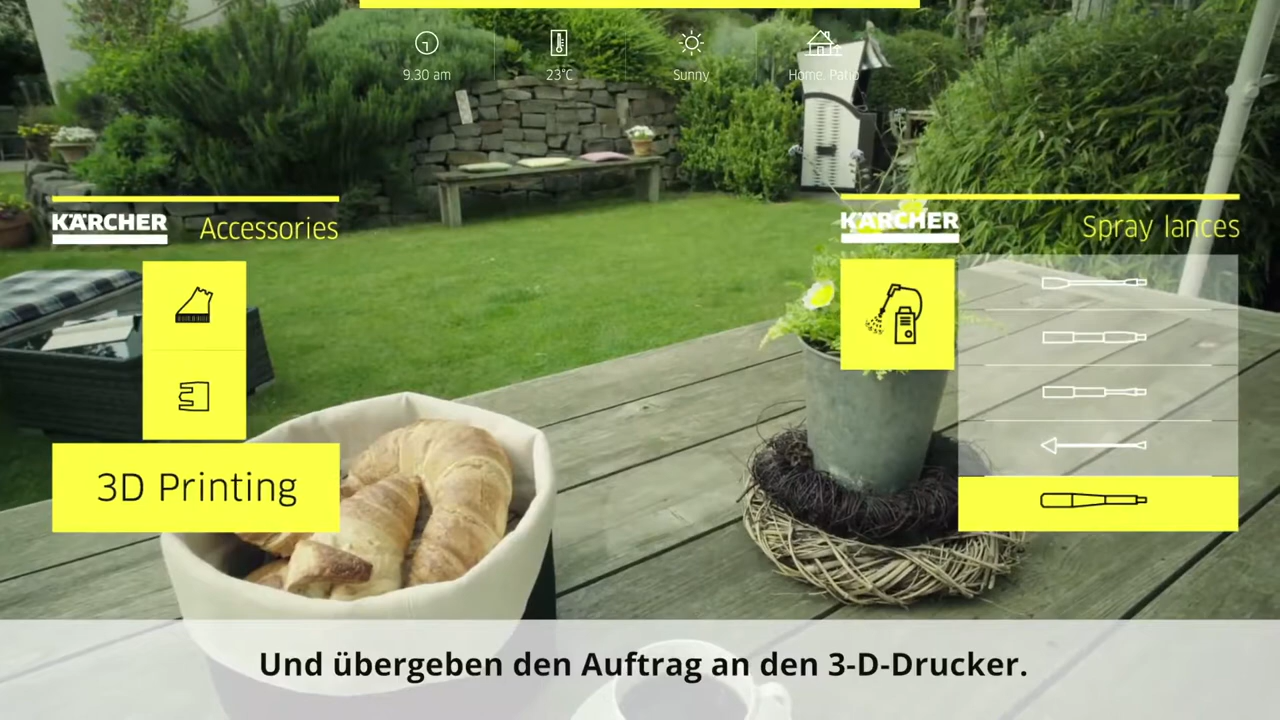 9.30 am
23°C
Sunny
Home. Patio
KÄRCHER
Accessories
KÄRCHER
Spray lances
3D Printing
Und übergeben den Auftrag an den 3-D-Drucker.